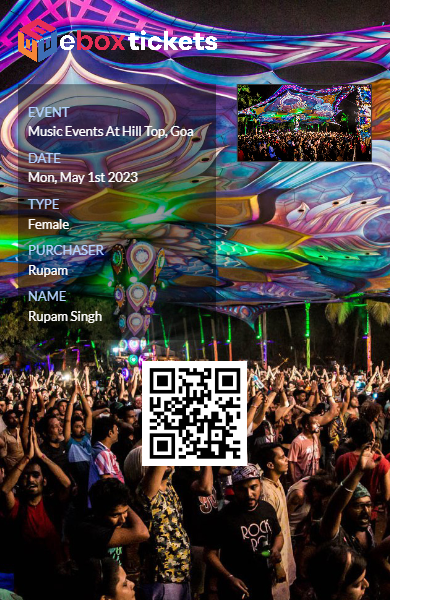 eboxtickets
EVENT
Music Events At Hill Top, Goa
DATE
Mon, May 1st 2023
TYPE
Female
PURCHASER
Rupam
NAME
Rupam Singh
ROCK